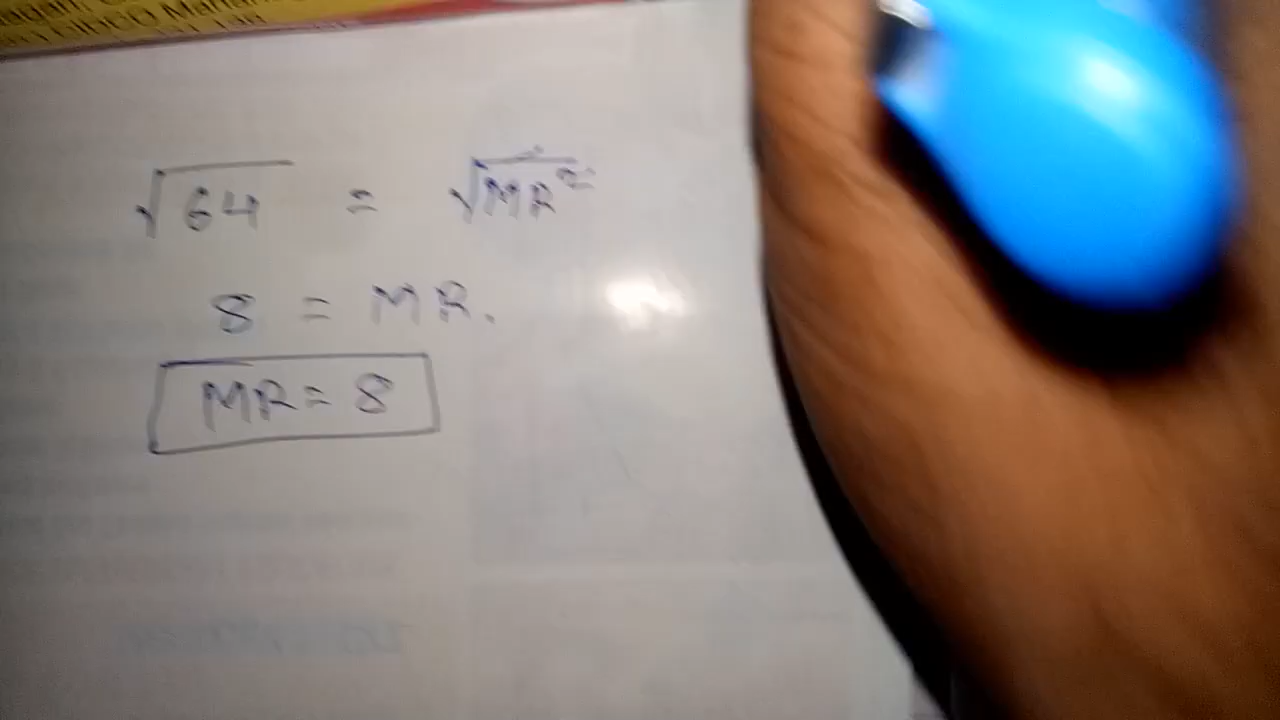 √64 = √MR²
8 = MR.
MR = 8